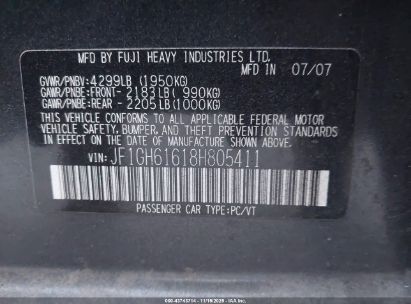 MFD BY FUJI HEAVY INDUSTRIES LTD.
MFD IN 07/07
GVWR/PNBV:4299LB (1950KG)
GAWR/PNBE:FRONT- 2183LB( 990KG)
GAWR/PNBE:REAR - 2205LB(1000KG)
THIS VEHICLE CONFORMS TO ALL APPLICABLE FEDERAL MOTOR
VEHICLE SAFETY, BUMPER, AND THEFT PREVENTION STANDARDS
IN EFFECT ON THE DATE OF MANUFACTURE SHOWN ABOVE.
VIN: JF1GH61618H805411
PASSENGER CAR TYPE:PC/VT